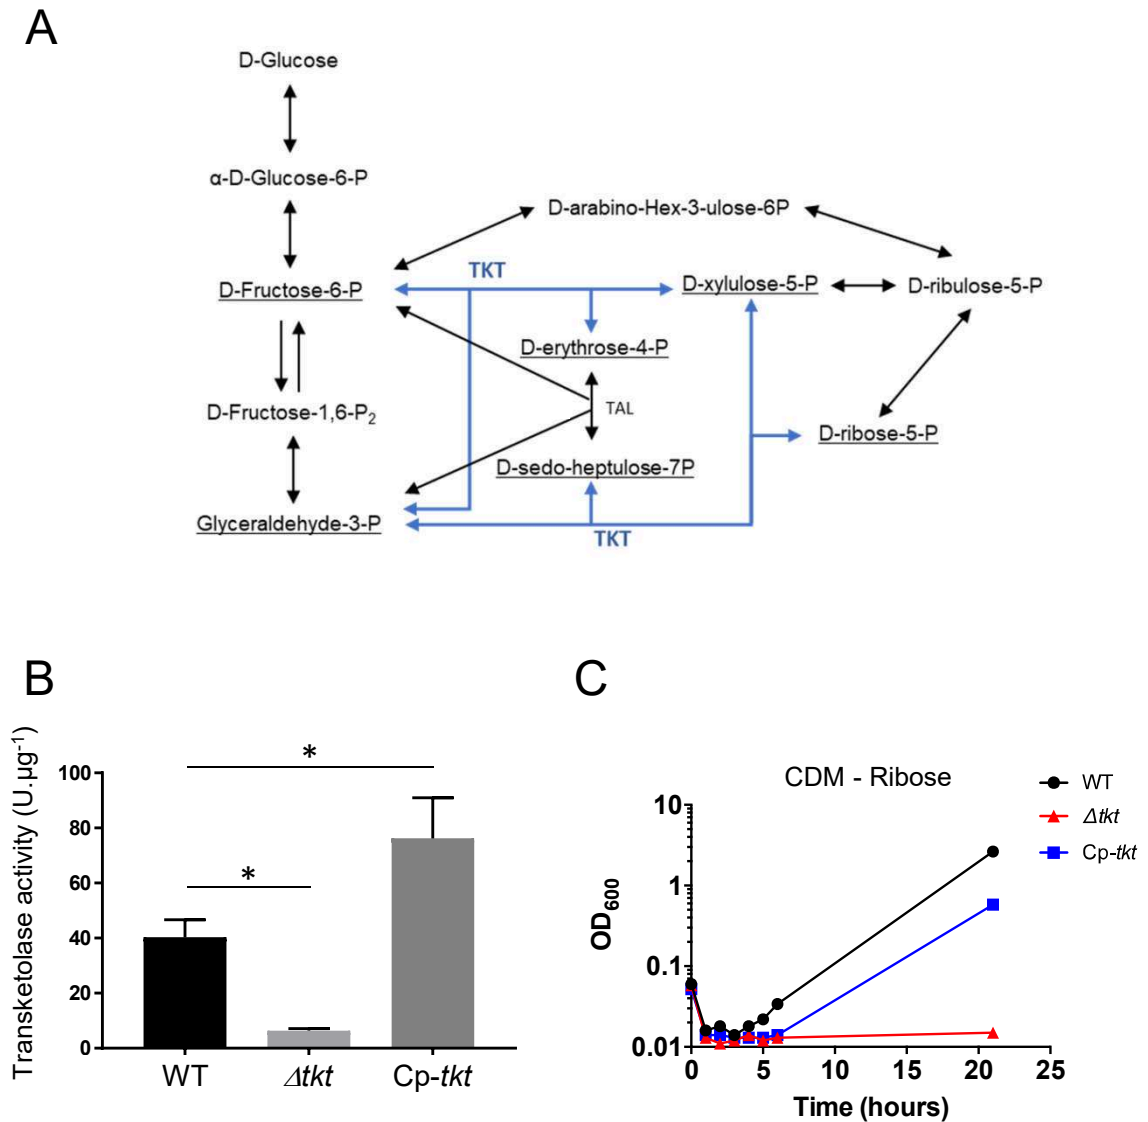 A
D-Glucose
α-D-Glucose-6-P
D-arabino-Hex-3-ulose-6P
TKT
D-Fructose-6-P
D-xylulose-5-P
D-ribulose-5-P
D-erythrose-4-P
D-Fructose-1,6-P2
TAL
D-ribose-5-P
D-sedo-heptulose-7P
Glyceraldehyde-3-P
TKT
B
Transketolase activity (U.µg-1)
100
80
60
40
20
0
*
*
WT
Δtkt
Cp-tkt
C
CDM - Ribose
WT
Δtkt
Cp-tkt
OD600
10
1
0.1
0.01
0
5
10
15
20
25
Time (hours)